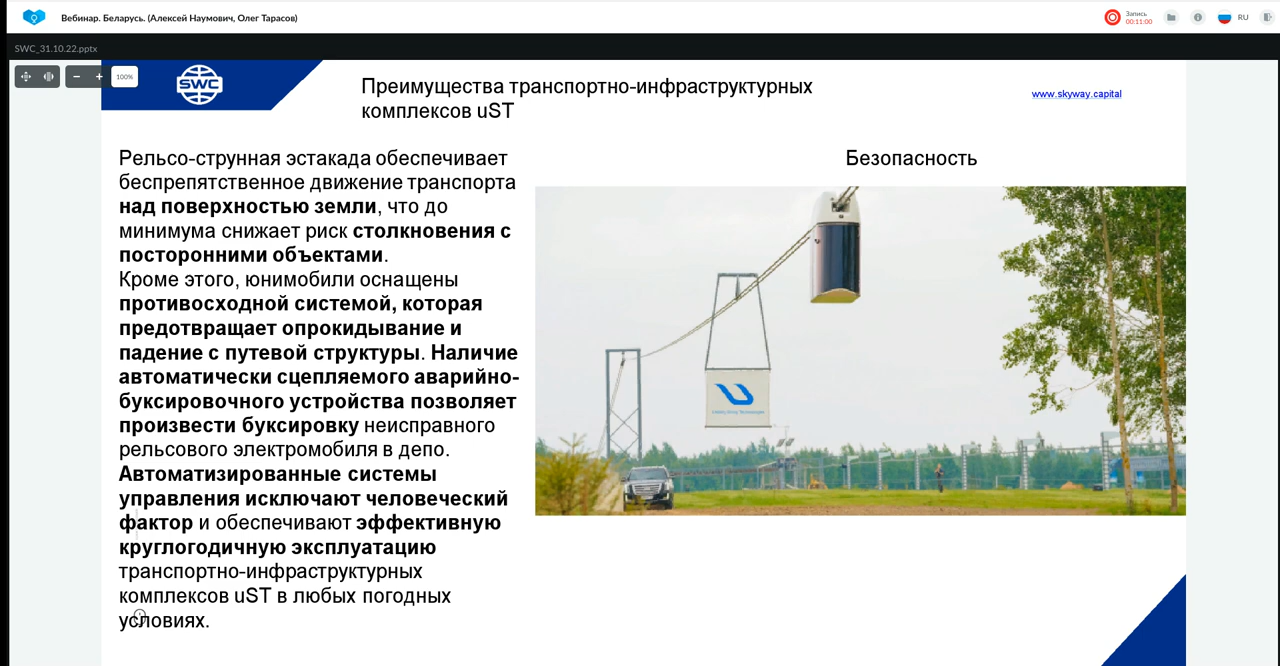 Вебинар. Беларусь. (Алексей Наумович, Олег Тарасов)
Запись
00:11:00
RU
SWC_31.10.22.pptx
100%
SWC
Преимущества транспортно-инфраструктурных
комплексов uST
www.skyway.capital
Рельсо-струнная эстакада обеспечивает
беспрепятственное движение транспорта
над поверхностью земли, что до
минимума снижает риск столкновения с
посторонними объектами.
Кроме этого, юнимобили оснащены
противосходной системой, которая
предотвращает опрокидывание и
падение с путевой структуры. Наличие
автоматически сцепляемого аварийно-
буксировочного устройства позволяет
произвести буксировку неисправного
рельсового электромобиля в депо.
Автоматизированные системы
управления исключают человеческий
фактор и обеспечивают эффективную
круглогодичную эксплуатацию
транспортно-инфраструктурных
комплексов uST в любых погодных
условиях.
Безопасность